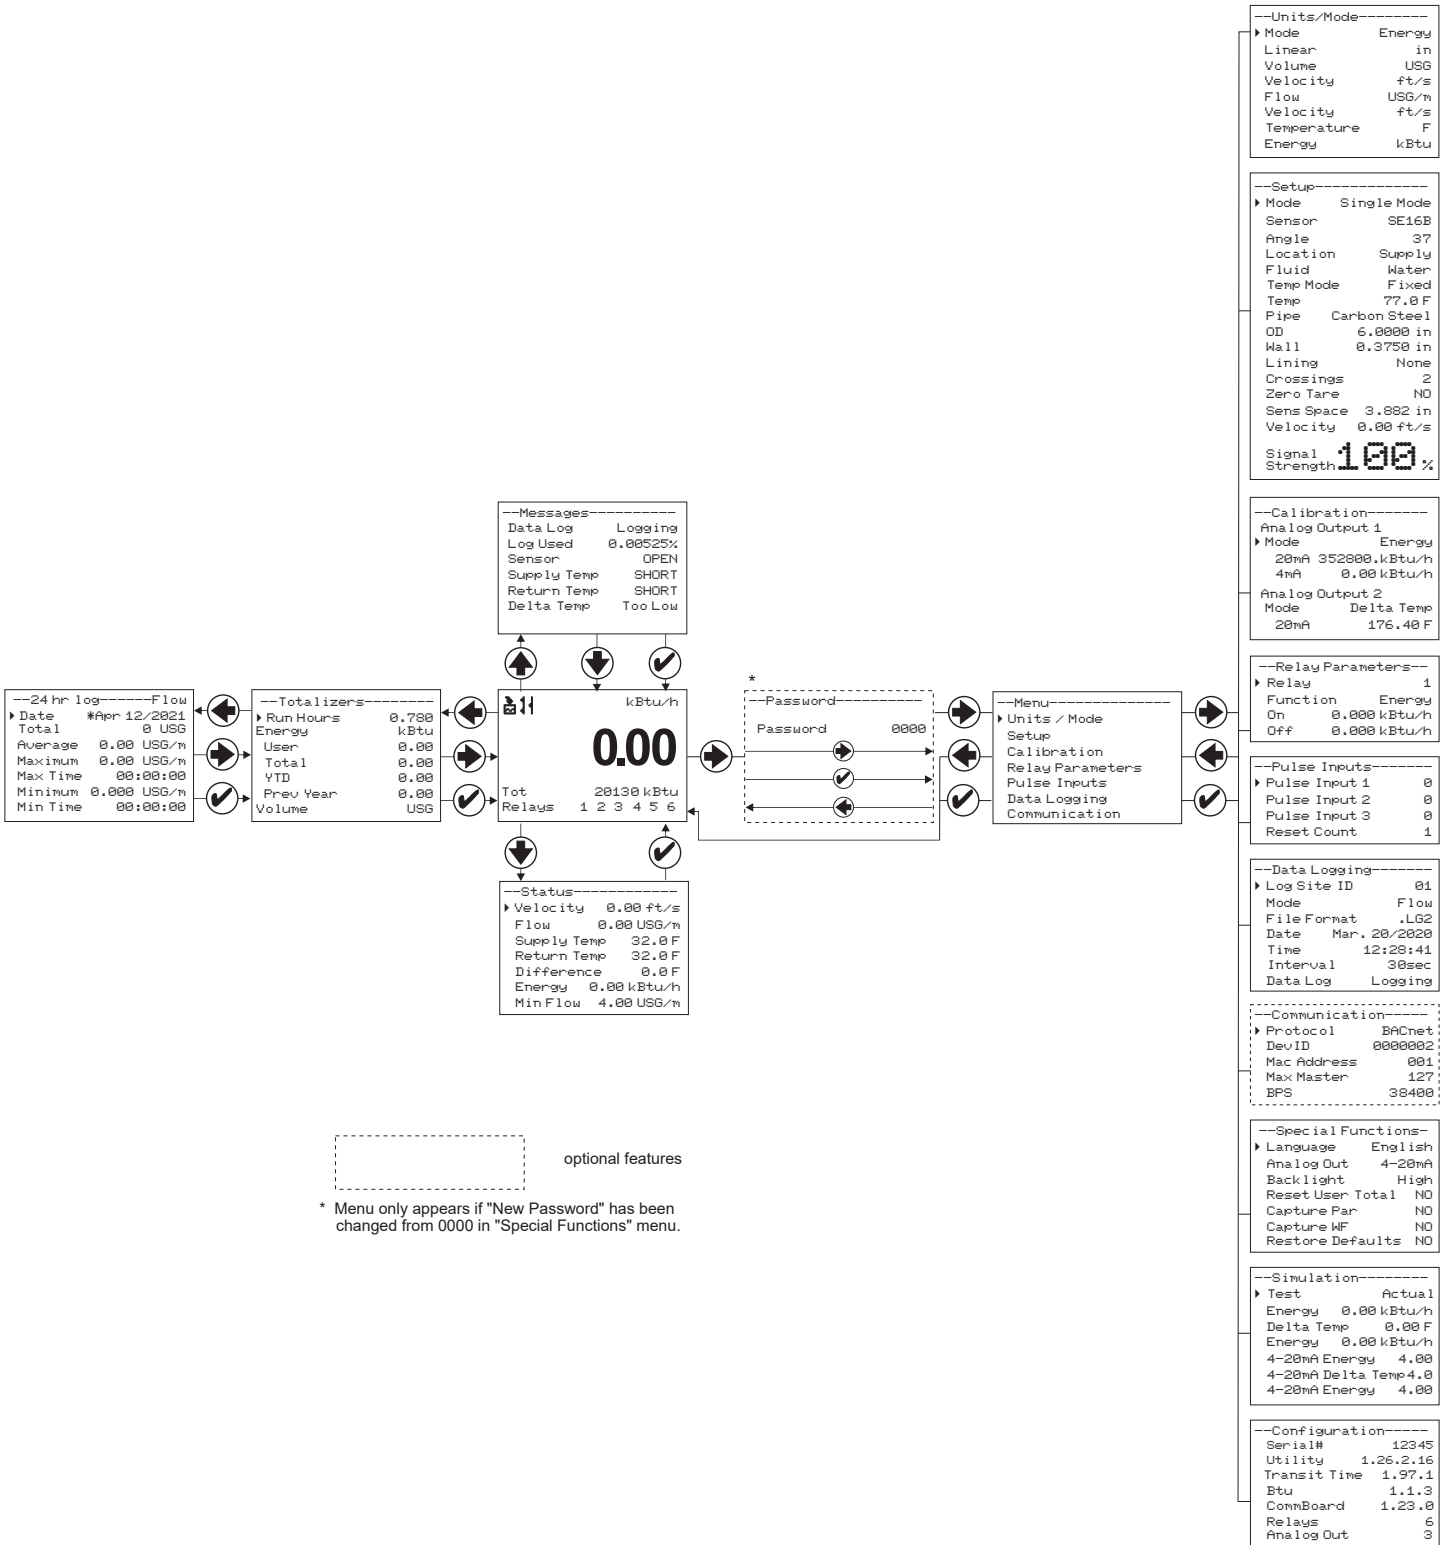 --Units/Mode--------
Mode Energy
Linear in
Volume USG
Velocity ft/s
Flow USG/m
Velocity ft/s
Temperature F
Energy kBtu
--Setup-------------
Mode Single Mode
Sensor SE16B
Angle 37
Location Supply
Fluid Water
Temp Mode Fixed
Temp 77.0 F
Pipe Carbon Steel
OD 6.0000 in
Wall 0.3750 in
Lining None
Crossings 2
Zero Tare NO
Sens Space 3.882 in
Velocity 0.00 ft/s
Signal
Strength 100 %
--Calibration-------
Analog Output 1
Mode Energy
20mA 352800.kBtu/h
4mA 0.00 kBtu/h
Analog Output 2
Mode Delta Temp
20mA 176.40 F
--Messages----------
Data Log Logging
Log Used 0.00525%
Sensor OPEN
Supply Temp SHORT
Return Temp SHORT
Delta Temp Too Low
--24 hr log------Flow
Date *Apr 12/2021
Total 0 USG
Average 0.00 USG/m
Maximum 0.00 USG/m
Max Time 00:00:00
Minimum 0.000 USG/m
Min Time 00:00:00
--Totalizers--------
Run Hours 0.780
Energy kBtu
User 0.00
Total 0.00
YTD 0.00
Prev Year 0.00
Volume USG
kBtu/h
0.00
Tot 20130 kBtu
Relays 1 2 3 4 5 6
*
--Password----------
Password 0000
--Menu---------------
Units / Mode
Setup
Calibration
Relay Parameters
Pulse Inputs
Data Logging
Communication
--Relay Parameters--
Relay 1
Function Energy
On 0.000 kBtu/h
Off 0.000 kBtu/h
--Pulse Inputs------
Pulse Input 1 0
Pulse Input 2 0
Pulse Input 3 0
Reset Count 1
--Status------------
Velocity 0.00 ft/s
Flow 0.00 USG/m
Supply Temp 32.0 F
Return Temp 32.0 F
Difference 0.0 F
Energy 0.00 kBtu/h
Min Flow 4.00 USG/m
--Data Logging-------
Log Site ID 01
Mode Flow
File Format .LG2
Date Mar. 20/2020
Time 12:28:41
Interval 30sec
Data Log Logging
--Communication-----
Protocol BACnet
DevID 0000002
Mac Address 001
Max Master 127
BPS 38400
--Special Functions-
Language English
Analog Out 4-20mA
Backlight High
Reset User Total NO
Capture Par NO
Capture WF NO
Restore Defaults NO
optional features
* Menu only appears if "New Password" has been
changed from 0000 in "Special Functions" menu.
--Simulation--------
Test Actual
Energy 0.00 kBtu/h
Delta Temp 0.00 F
Energy 0.00 kBtu/h
4-20mA Energy 4.00
4-20mA Delta Temp4.0
4-20mA Energy 4.00
--Configuration-----
Serial# 12345
Utility 1.26.2.16
Transit Time 1.97.1
Btu 1.1.3
CommBoard 1.23.0
Relays 6
Analog Out 3